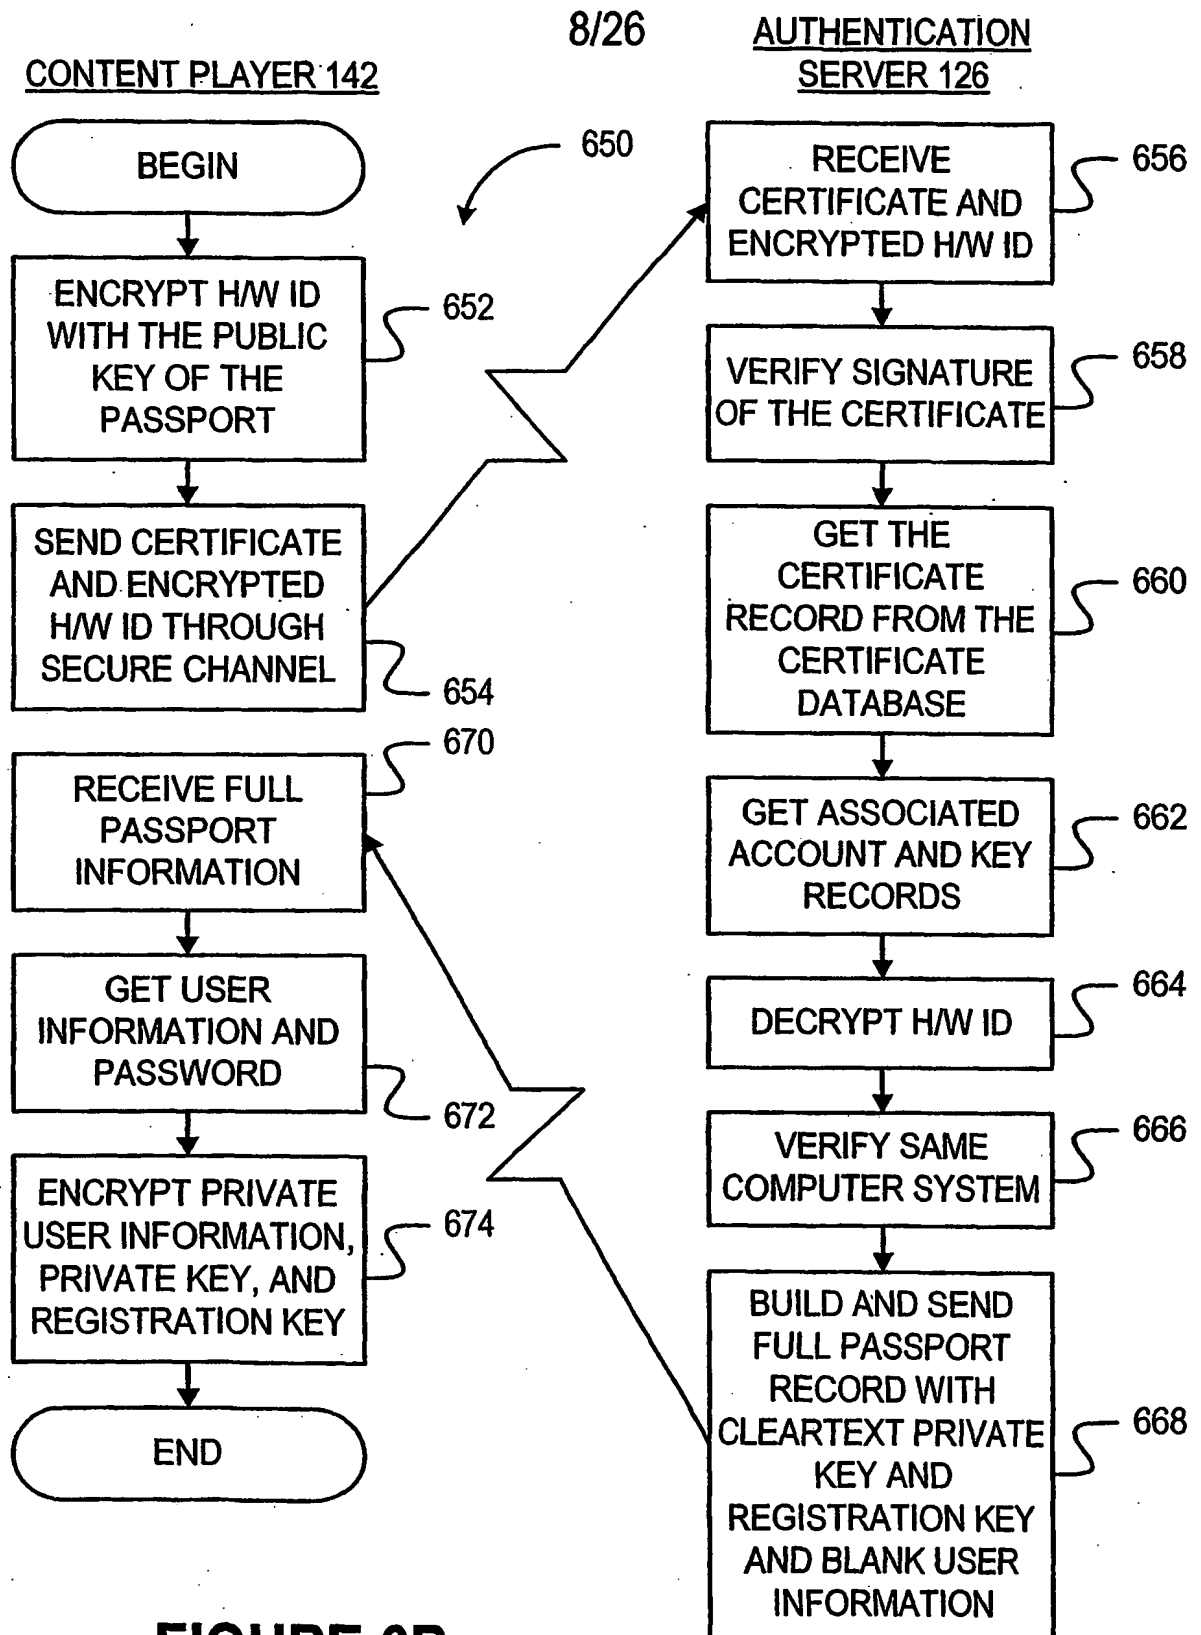 8/26
CONTENT PLAYER 142
AUTHENTICATION
SERVER 126
BEGIN
650
ENCRYPT H/W ID
WITH THE PUBLIC
KEY OF THE
PASSPORT
652
SEND CERTIFICATE
AND ENCRYPTED
H/W ID THROUGH
SECURE CHANNEL
654
RECEIVE
CERTIFICATE AND
ENCRYPTED H/W ID
656
VERIFY SIGNATURE
OF THE CERTIFICATE
658
GET THE
CERTIFICATE
RECORD FROM THE
CERTIFICATE
DATABASE
660
GET ASSOCIATED
ACCOUNT AND KEY
RECORDS
662
DECRYPT H/W ID
664
VERIFY SAME
COMPUTER SYSTEM
666
BUILD AND SEND
FULL PASSPORT
RECORD WITH
CLEARTEXT PRIVATE
KEY AND
REGISTRATION KEY
AND BLANK USER
INFORMATION
668
670
RECEIVE FULL
PASSPORT
INFORMATION
GET USER
INFORMATION AND
PASSWORD
672
ENCRYPT PRIVATE
USER INFORMATION,
PRIVATE KEY, AND
REGISTRATION KEY
674
END
FIGURE